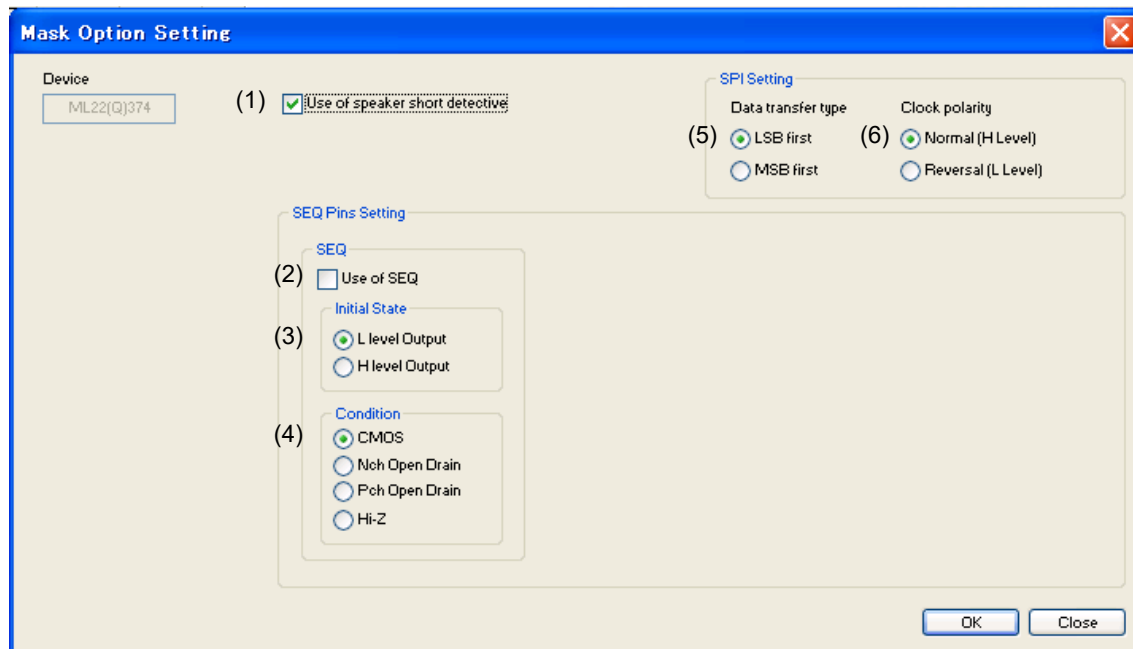 Mask Option Setting
Device
ML22(Q)374
(1) Use of speaker short detective
SPI Setting
Data transfer type Clock polarity
(5) LSB first (6) Normal (H Level)
MSB first Reversal (L Level)
SEQ Pins Setting
SEQ
(2) Use of SEQ
Initial State
(3) L level Output
H level Output
Condition
(4) CMOS
Nch Open Drain
Pch Open Drain
Hi-Z
OK Close